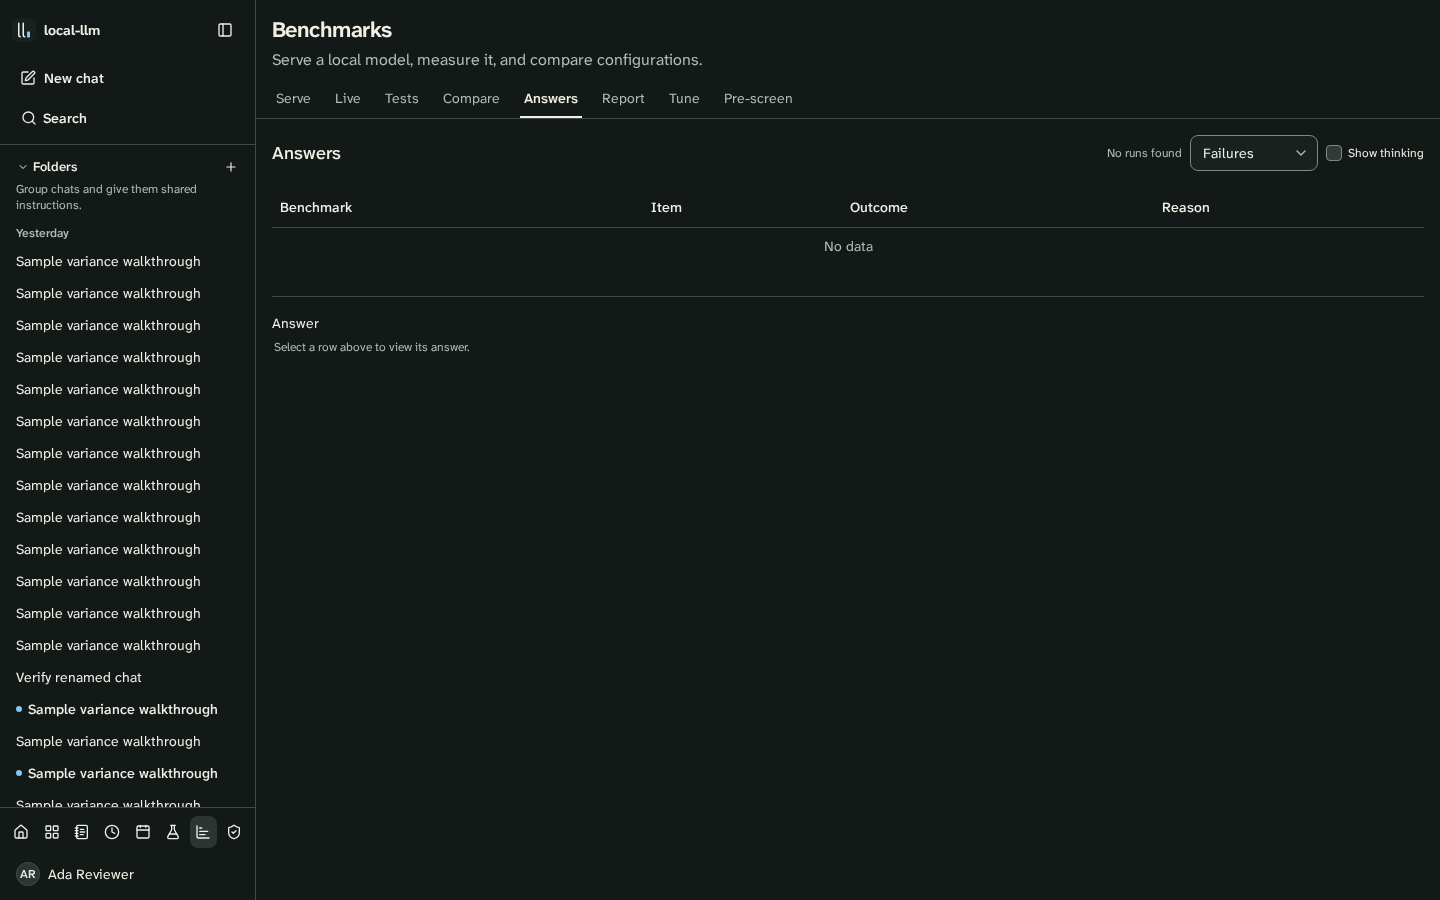 local-llm
New chat
Search
Folders
Group chats and give them shared
instructions.
Yesterday
Sample variance walkthrough
Sample variance walkthrough
Sample variance walkthrough
Sample variance walkthrough
Sample variance walkthrough
Sample variance walkthrough
Sample variance walkthrough
Sample variance walkthrough
Sample variance walkthrough
Sample variance walkthrough
Sample variance walkthrough
Sample variance walkthrough
Sample variance walkthrough
Verify renamed chat
Sample variance walkthrough
Sample variance walkthrough
Sample variance walkthrough
Sample variance walkthrough
AR Ada Reviewer
Benchmarks
Serve a local model, measure it, and compare configurations.
Serve Live Tests Compare Answers Report Tune Pre-screen
Answers No runs found Failures Show thinking
Benchmark Item Outcome Reason
No data
Answer
Select a row above to view its answer.